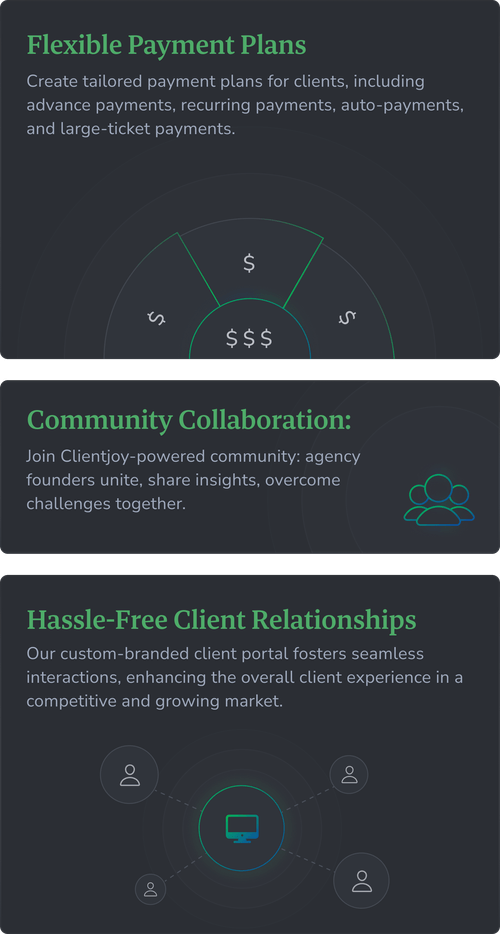 Flexible Payment Plans
Create tailored payment plans for clients, including
advance payments, recurring payments, auto-payments,
and large-ticket payments.
$
$
$
$$$
Community Collaboration:
Join Clientjoy-powered community: agency
founders unite, share insights, overcome
challenges together.
Hassle-Free Client Relationships
Our custom-branded client portal fosters seamless
interactions, enhancing the overall client experience in a
competitive and growing market.